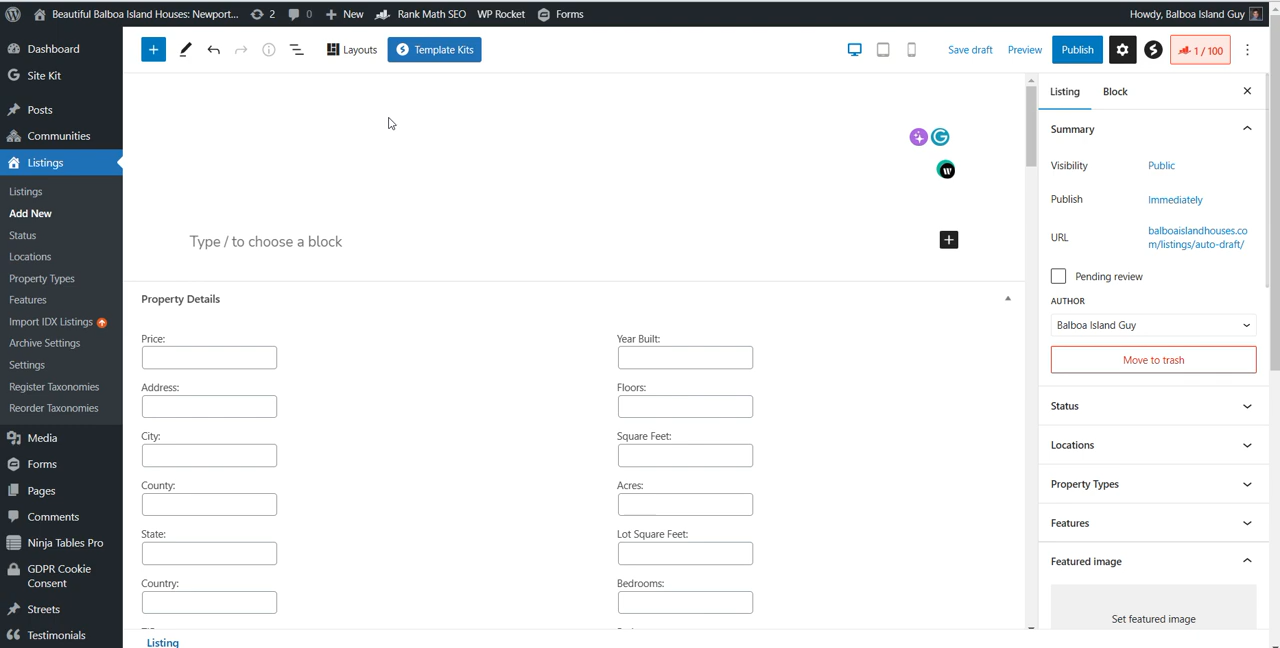 Beautiful Balboa Island Houses: Newport... 2 0 New Rank Math SEO WP Rocket Forms Howdy, Balboa Island Guy
Dashboard
Site Kit
Posts
Communities
Listings
Listings
Add New
Status
Locations
Property Types
Features
Import IDX Listings
Archive Settings
Settings
Register Taxonomies
Reorder Taxonomies
Media
Forms
Pages
Comments
Ninja Tables Pro
GDPR Cookie
Consent
Streets
Testimonials
Layouts Template Kits Save draft Preview Publish 1 / 100
Type / to choose a block
Property Details
Price:
Address:
City:
County:
State:
Country:
Year Built:
Floors:
Square Feet:
Acres:
Lot Square Feet:
Bedrooms:
Listing
Listing Block
Summary
Visibility Public
Publish Immediately
URL balboaislandhouses.co
m/listings/auto-draft/
Pending review
AUTHOR
Balboa Island Guy
Move to trash
Status
Locations
Property Types
Features
Featured image
Set featured image